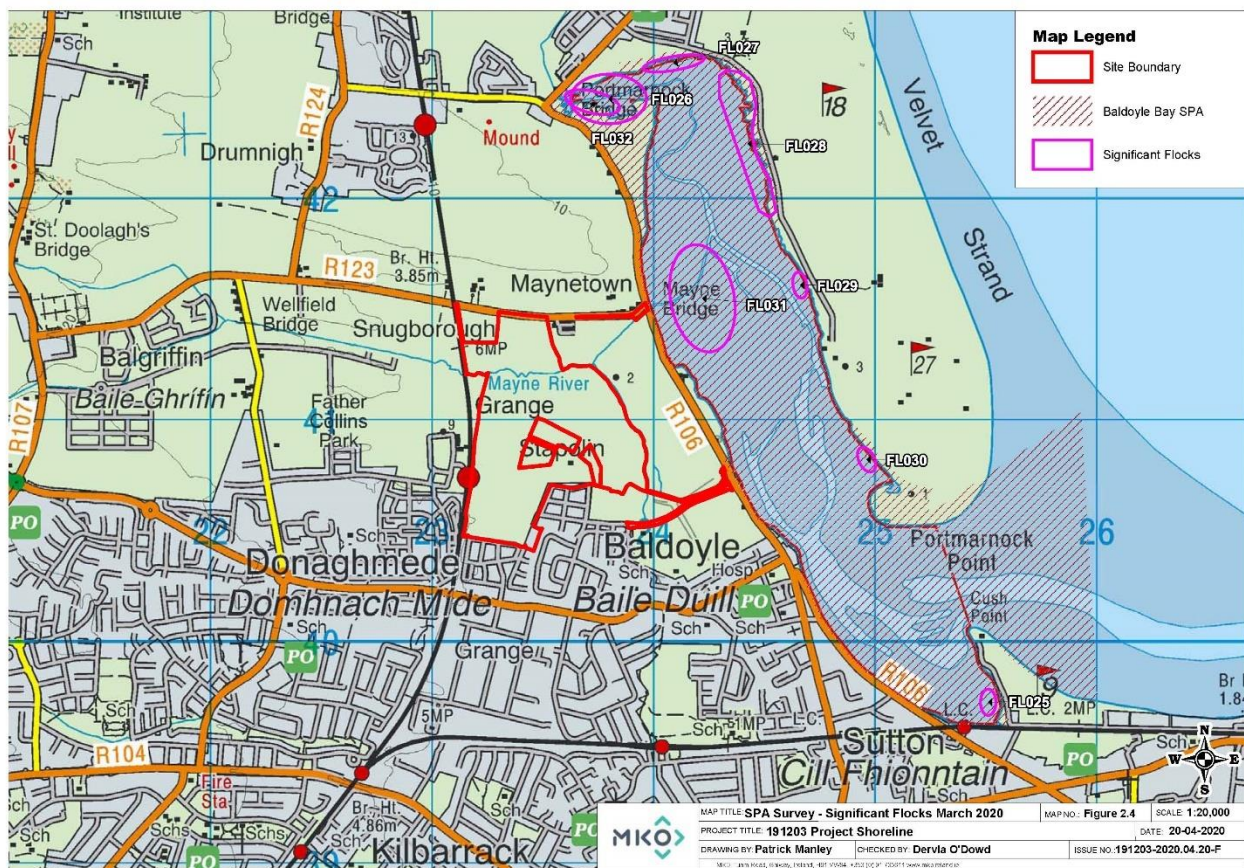 Institute
Bridge
FL027
Map Legend
Site Boundary
Baldoyle Bay SPA
Significant Flocks
Sch
R124
Portmarnock
Bridge
FL026
FL032
18
Velvet
Strand
13
Drumnigh
Mound
FL028
10
10
42
St. Doolagh's
Bridge
R123
Br. Ht.
3.85m
Maynetown
Mayne
Bridge
FL029
FL031
Wellfield
Bridge
Snugborough
6MP
Balgriffin
Baile-Ghrífín
Mayne River
2
3
27
R107
Father
Collins
Park
41
9
Grange
Stapolin
R106
FL030
1
PO
22
23
24
25
26
Sch
Donaghmede
Domhnach Mide
Baldoyle
Baile Dúill
Sch
Hosp
PO
Portmarnock
Point
Cush
Point
Sch
PO
40
Grange
Sch
Sch
R106
9
FL025
L.C.
L.C. 2MP
5MP
Sch
51MP
L.C.
Sch
R104
Sutton
Cill Fhionntain
PO
Sch
N
W E
S
Fire
Sta
Schs
Sch
Br. Ht.
4.86m
Kilbarrack
39
MKO
MAP TITLE: SPA Survey - Significant Flocks March 2020
MAP NO.: Figure 2.4
SCALE: 1:20,000
PROJECT TITLE: 191203 Project Shoreline
DATE: 20-04-2020
DRAWING BY: Patrick Manley
CHECKED BY: Dervla O'Dowd
ISSUE NO.:191203-2020.04.20-F